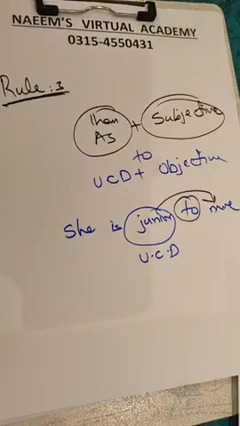 NAEEM'S VIRTUAL ACADEMY
0315-4550431
Rule:3
Than
As + Subjective
to
UCD + objective
She is junior to me
U.C.D